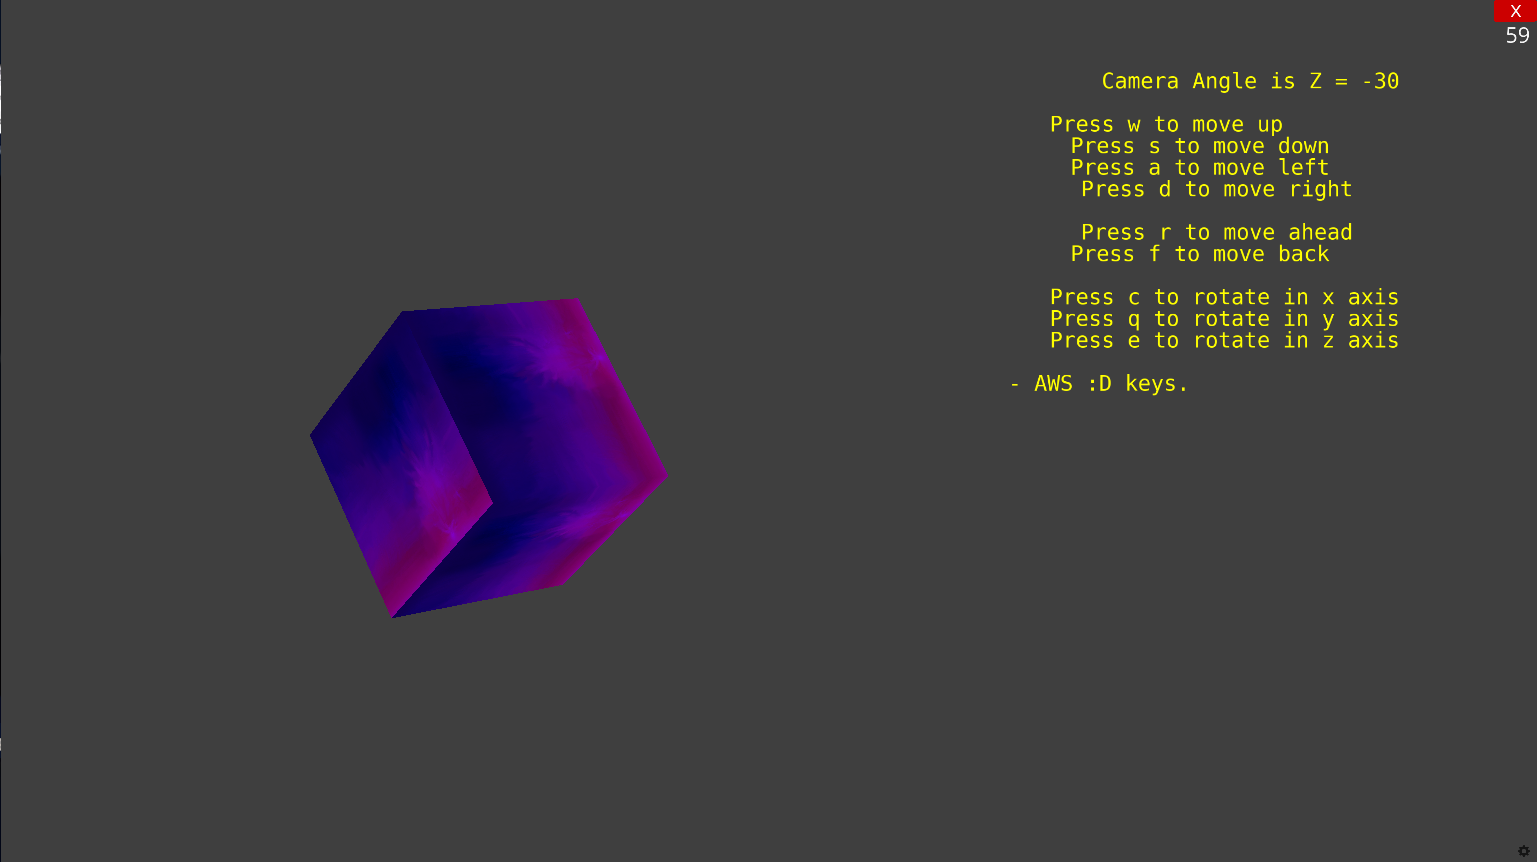 X
59
Camera Angle is Z = -30
Press w to move up
Press s to move down
Press a to move left
Press d to move right
Press r to move ahead
Press f to move back
Press c to rotate in x axis
Press q to rotate in y axis
Press e to rotate in z axis
- AWS :D keys.